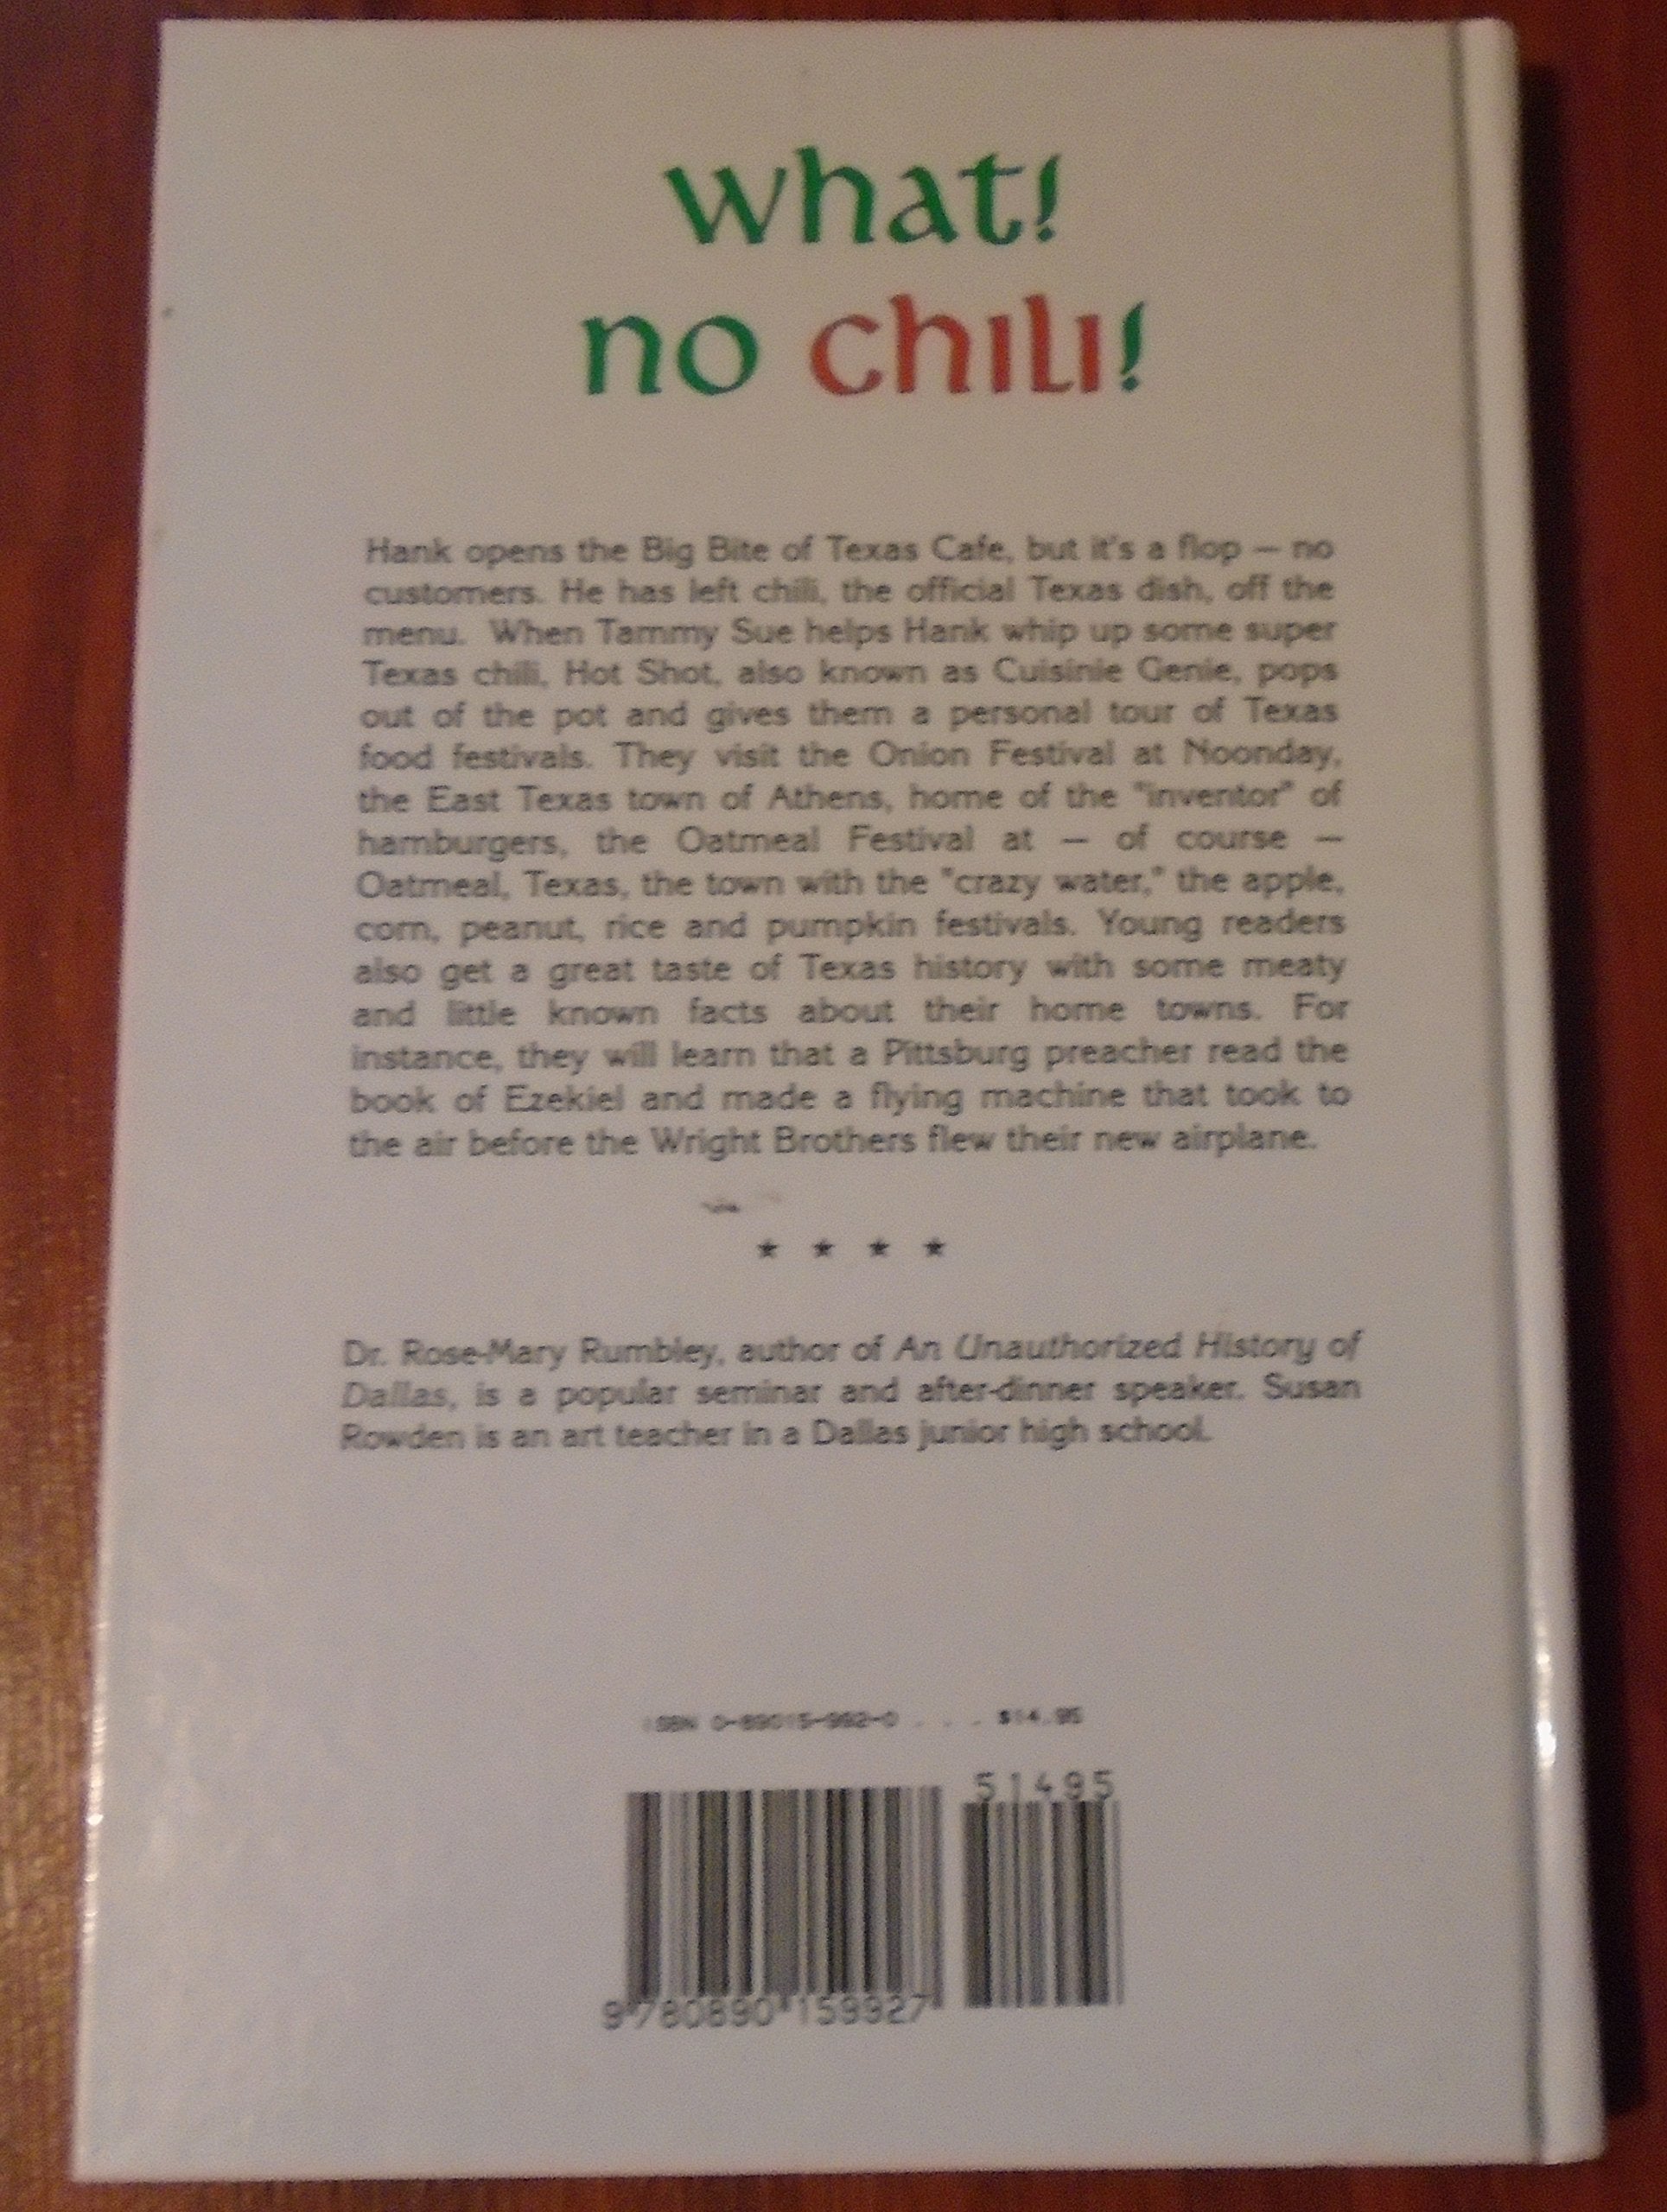 what!
no chili!
Hank opens the Big Bite of Texas Cafe, but it's a flop — no
customers. He has left chili, the official Texas dish, off the
menu. When Tammy Sue helps Hank whip up some super
Texas chili, Hot Shot, also known as Cuisinie Genie, pops
out of the pot and gives them a personal tour of Texas
food festivals. They visit the Onion Festival at Noonday,
the East Texas town of Athens, home of the "inventor" of
hamburgers, the Oatmeal Festival at — of course —
Oatmeal, Texas, the town with the "crazy water," the apple,
corn, peanut, rice and pumpkin festivals. Young readers
also get a great taste of Texas history with some meaty
and little known facts about their home towns. For
instance, they will learn that a Pittsburg preacher read the
book of Ezekiel and made a flying machine that took to
the air before the Wright Brothers flew their new airplane.
* * * *
Dr. Rose-Mary Rumbley, author of An Unauthorized History of
Dallas, is a popular seminar and after-dinner speaker. Susan
Rowden is an art teacher in a Dallas junior high school.
ISBN 0-89015-992-0 . . . $14.95
51495
9 780890 159927